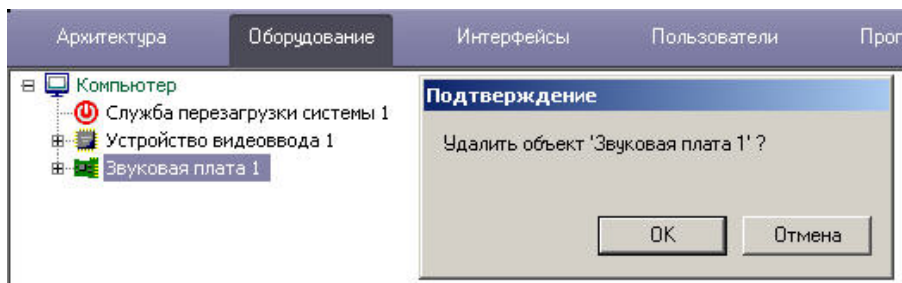 Архитектура Оборудование Интерфейсы Пользователи
Компьютер
Служба перезагрузки системы 1
Устройство видеоввода 1
Звуковая плата 1
Подтверждение
Удалить объект 'Звуковая плата 1' ?
OK Отмена